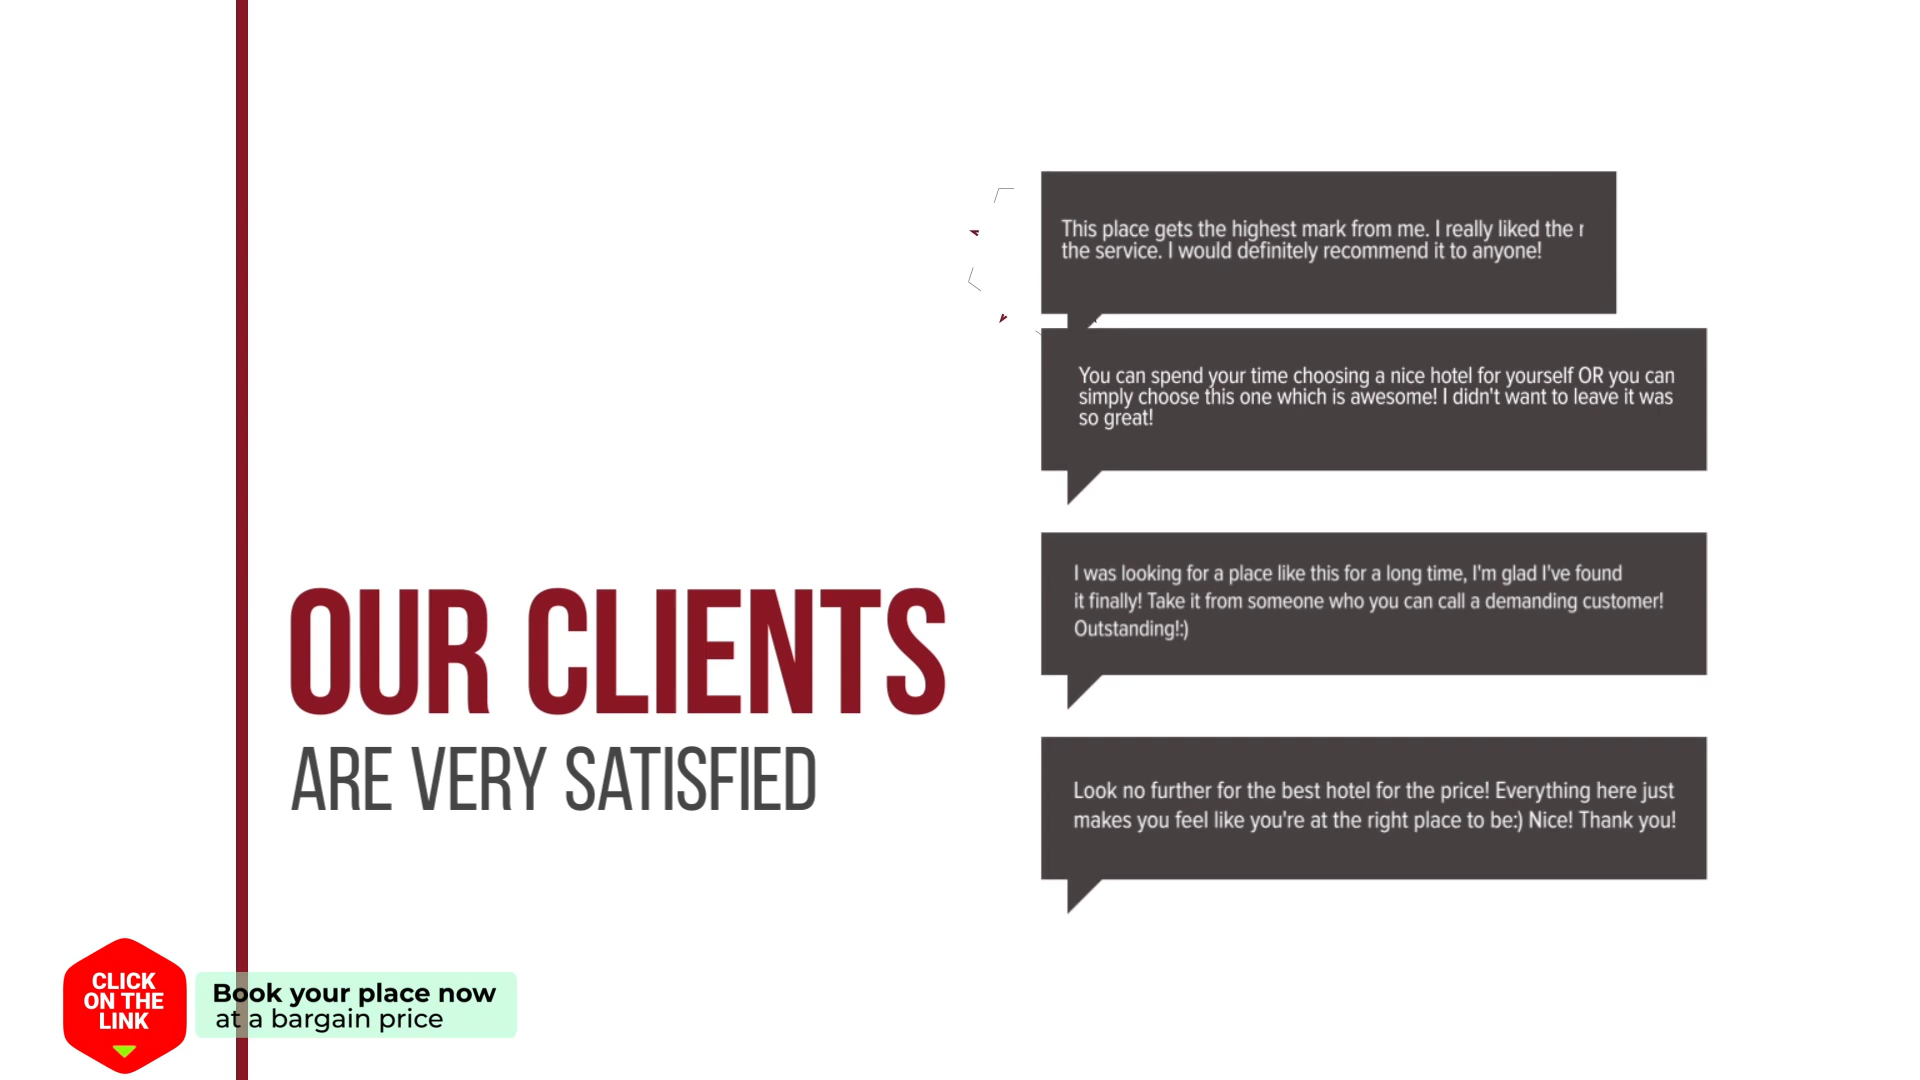 This place gets the highest mark from me. I really liked the
the service. I would definitely recommend it to anyone!
You can spend your time choosing a nice hotel for yourself OR you can
simply choose this one which is awesome! I didn't want to leave it was
so great!
I was looking for a place like this for a long time, I'm glad I've found
it finally! Take it from someone who you can call a demanding customer!
Outstanding!:)
Look no further for the best hotel for the price! Everything here just
makes you feel like you're at the right place to be:) Nice! Thank you!
OUR CLIENTS
ARE VERY SATISFIED
CLICK
ON THE
LINK
Book your place now
at a bargain price